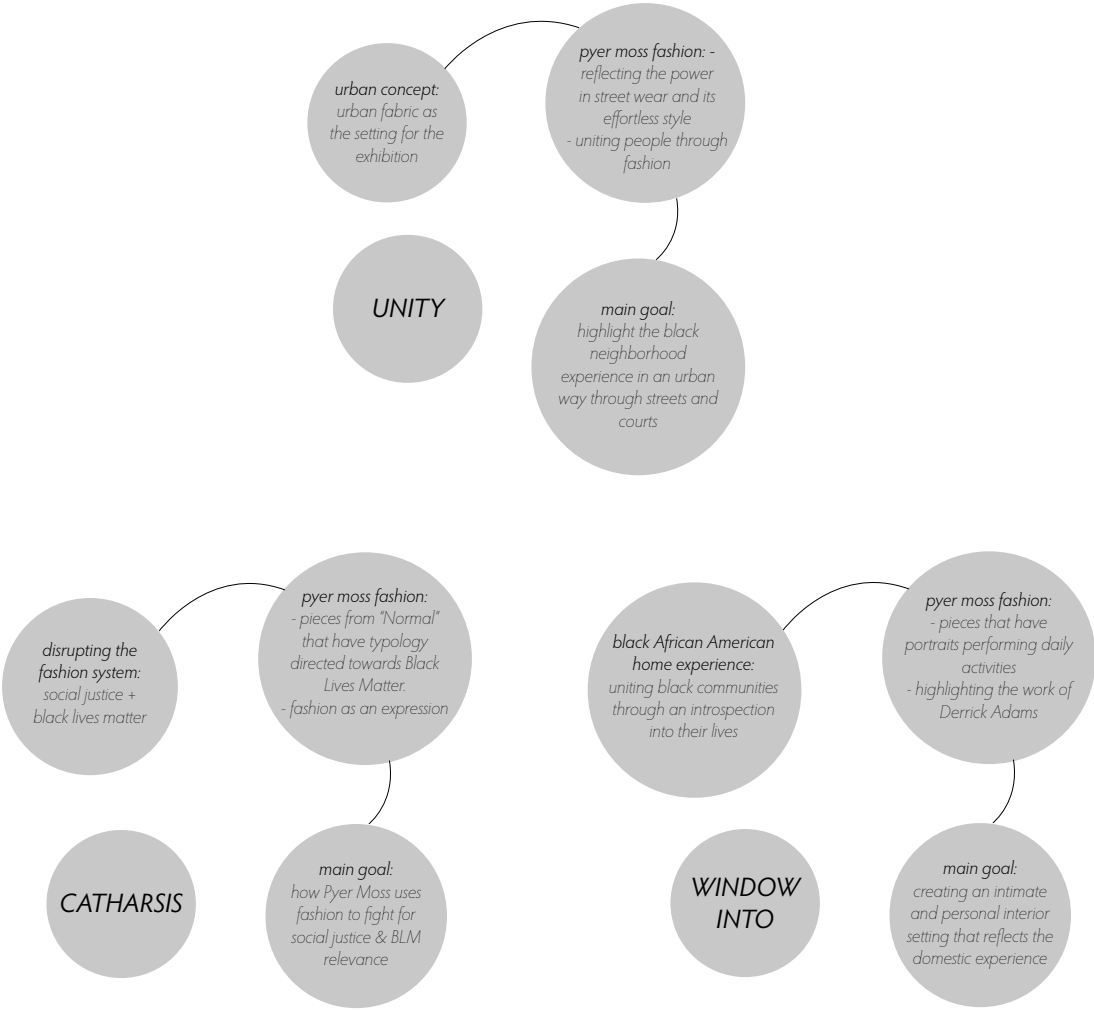 urban concept:
urban fabric as
the setting for the
exhibition
pyer moss fashion: -
reflecting the power
in street wear and its
effortless style
- uniting people through
fashion
UNITY
main goal:
highlight the black
neighborhood
experience in an urban
way through streets and
courts
disrupting the
fashion system:
social justice +
black lives matter
pyer moss fashion:
- pieces from "Normal"
that have typology
directed towards Black
Lives Matter.
- fashion as an expression
CATHARSIS
main goal:
how Pyer Moss uses
fashion to fight for
social justice & BLM
relevance
black African American
home experience:
uniting black communities
through an introspection
into their lives
pyer moss fashion:
- pieces that have
portraits performing daily
activities
- highlighting the work of
Derrick Adams
WINDOW
INTO
main goal:
creating an intimate
and personal interior
setting that reflects the
domestic experience